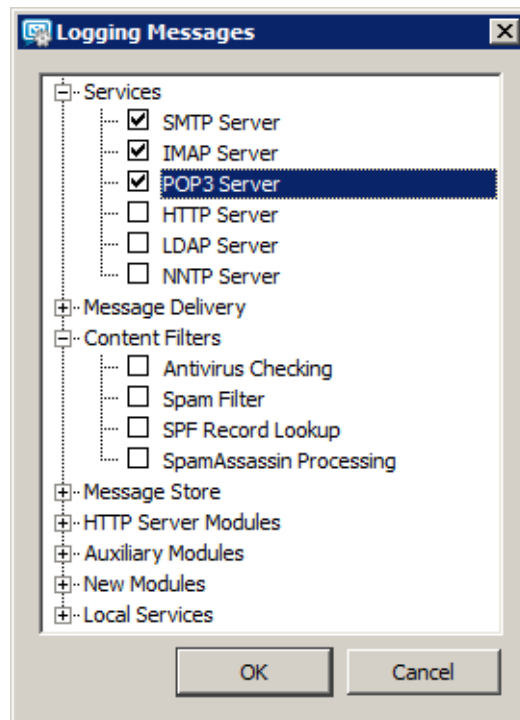 Logging Messages
Services
SMTP Server
IMAP Server
POP3 Server
HTTP Server
LDAP Server
NNTP Server
Message Delivery
Content Filters
Antivirus Checking
Spam Filter
SPF Record Lookup
SpamAssassin Processing
Message Store
HTTP Server Modules
Auxiliary Modules
New Modules
Local Services
OK Cancel